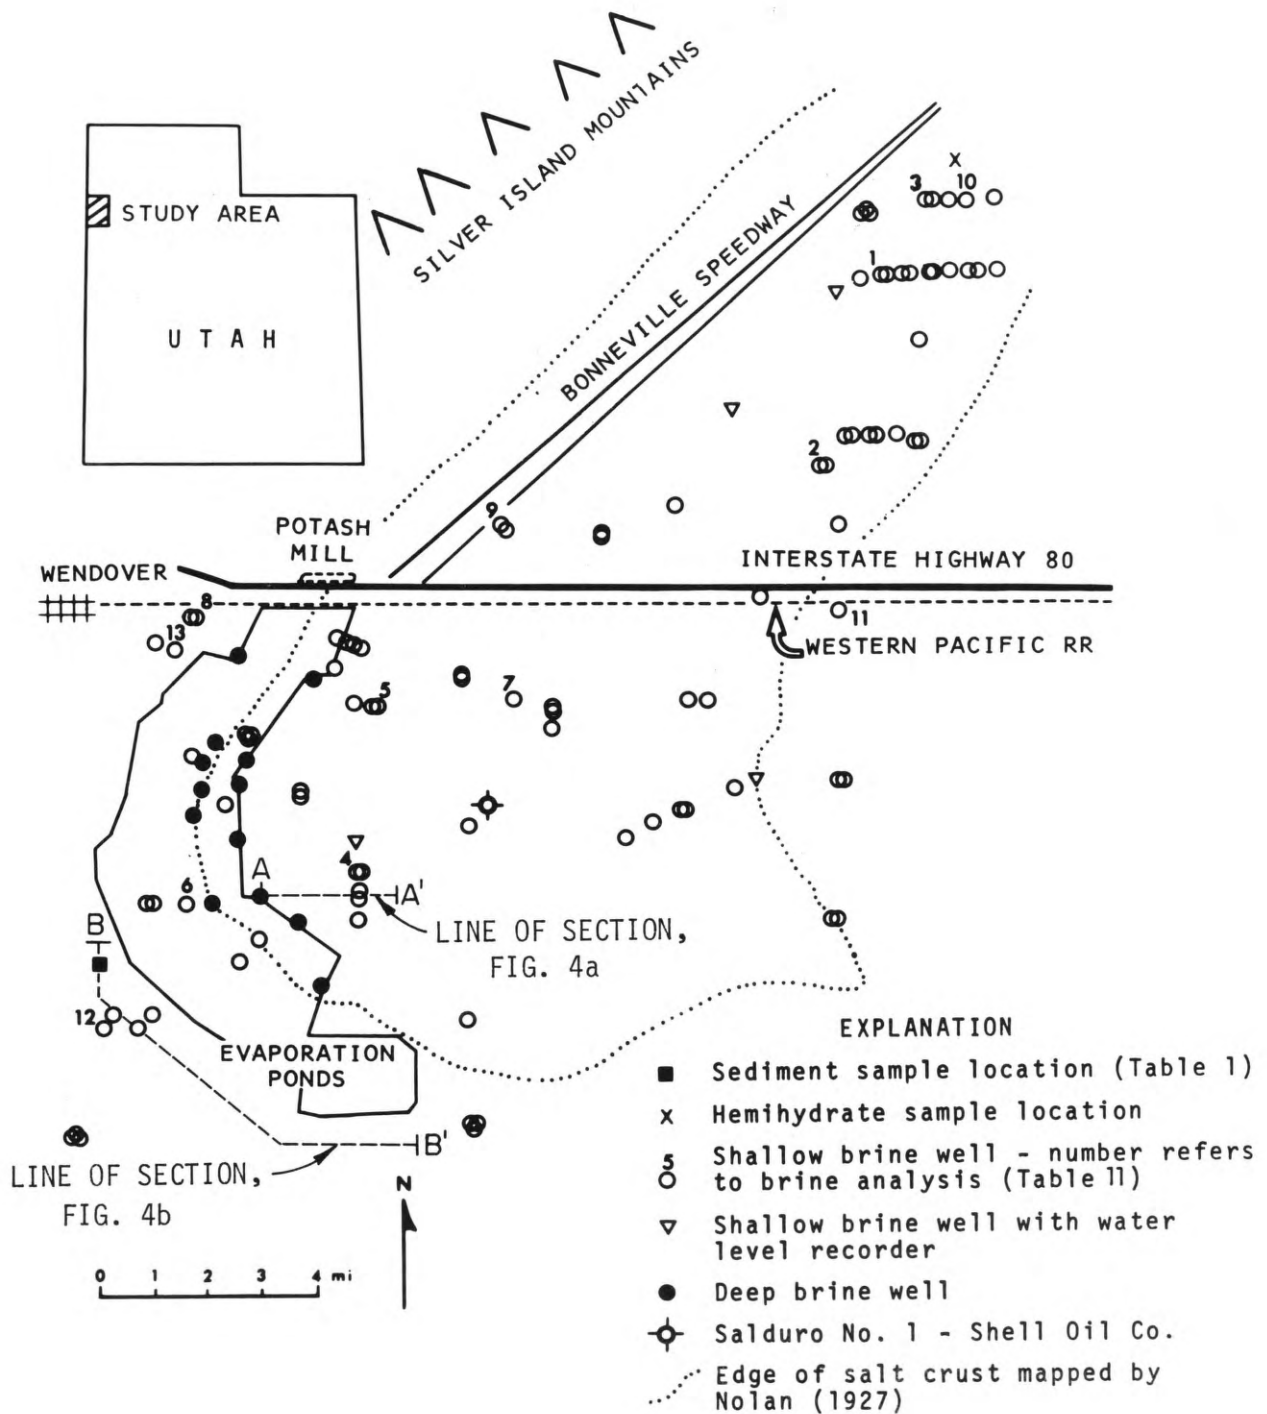 SILVER ISLAND MOUNTAINS
STUDY AREA
UTAH
BONNEVILLE SPEEDWAY
X
3
10
1
2
9
POTASH
MILL
INTERSTATE HIGHWAY 80
WENDOVER
8
13
11
WESTERN PACIFIC RR
5
7
4
A
A'
6
LINE OF SECTION,
FIG. 4a
B
12
EVAPORATION
PONDS
B'
LINE OF SECTION,
FIG. 4b
N
0 1 2 3 4 mi
EXPLANATION
Sediment sample location (Table 1)
X Hemihydrate sample location
5 Shallow brine well - number refers
to brine analysis (Table 11)
Shallow brine well with water
level recorder
Deep brine well
Salduro No. 1 - Shell Oil Co.
Edge of salt crust mapped by
Nolan (1927)